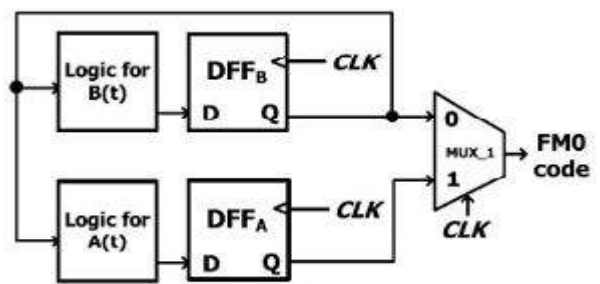 Logic for
B(t)
DFFB
CLK
D
Q
0
MUX_1
1
FM0
code
CLK
Logic for
A(t)
DFFA
CLK
D
Q